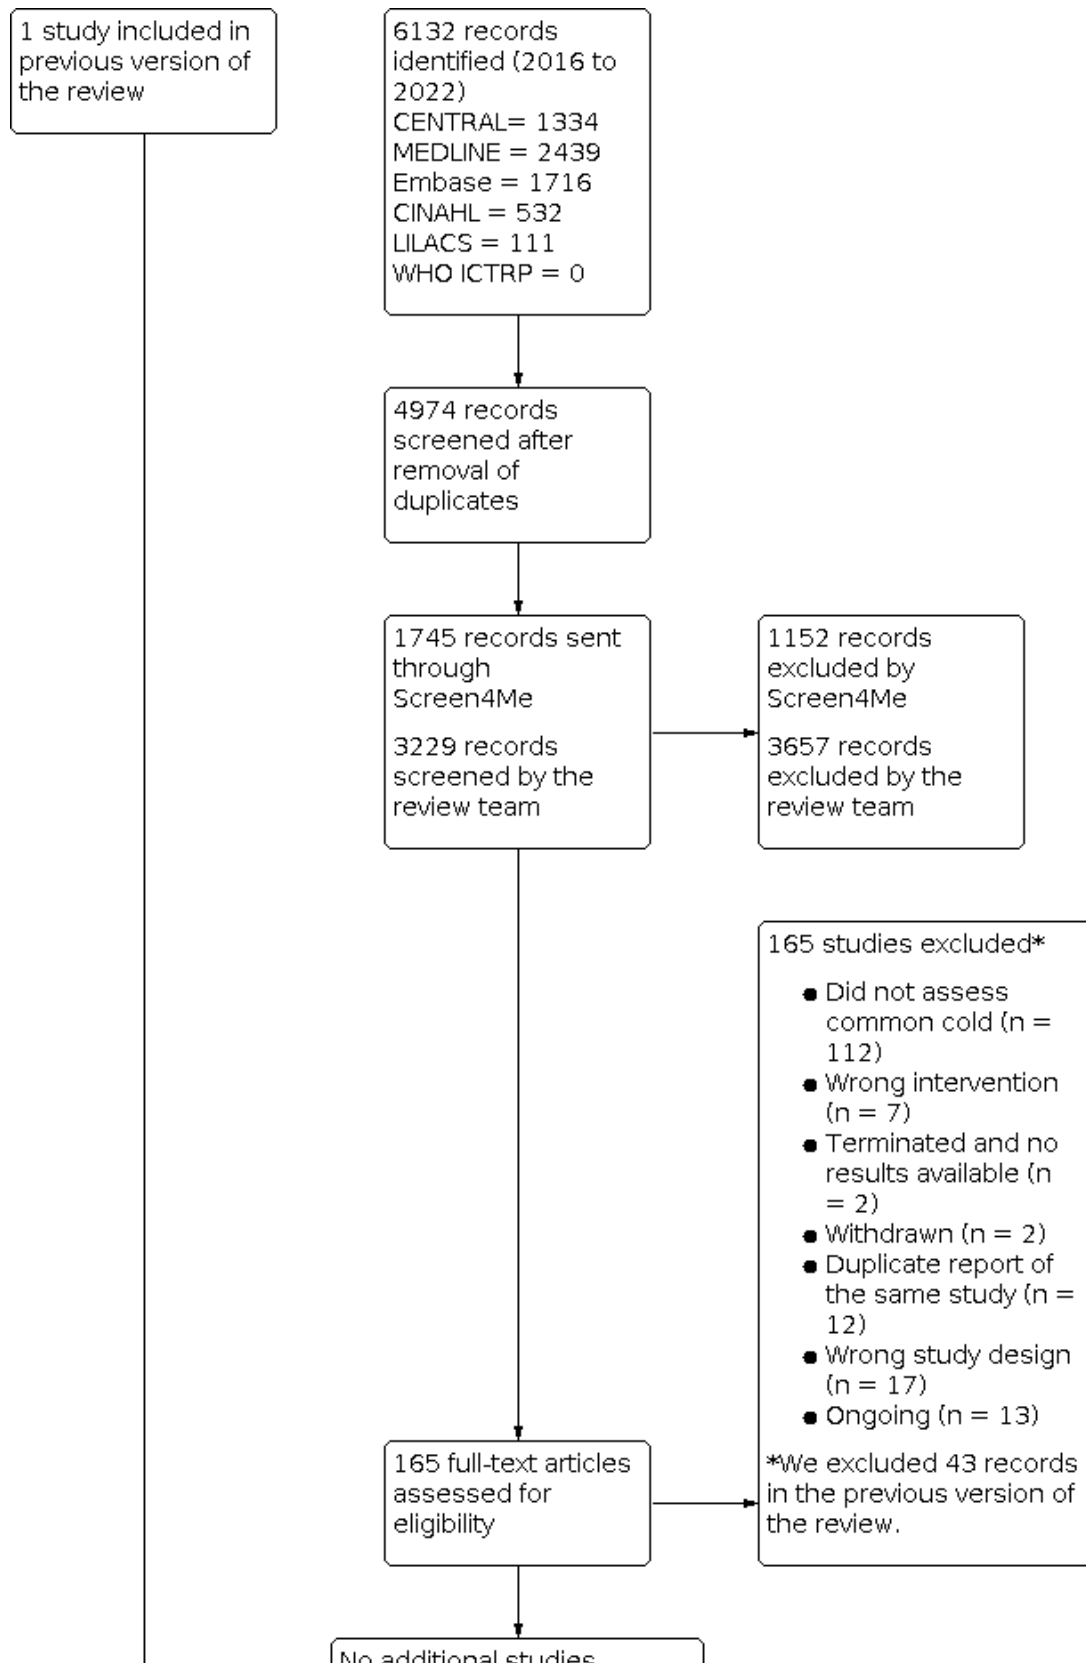 1 study included in
previous version of
the review
6132 records
identified (2016 to
2022)
CENTRAL= 1334
MEDLINE = 2439
Embase = 1716
CINAHL = 532
LILACS = 111
WHO ICTRP = 0
4974 records
screened after
removal of
duplicates
1745 records sent
through
Screen4Me
3229 records
screened by the
review team
1152 records
excluded by
Screen4Me
3657 records
excluded by the
review team
165 studies excluded*
● Did not assess
common cold (n =
112)
● Wrong intervention
(n = 7)
● Terminated and no
results available (n
= 2)
● Withdrawn (n = 2)
● Duplicate report of
the same study (n =
12)
● Wrong study design
(n = 17)
● Ongoing (n = 13)
*We excluded 43 records
in the previous version of
the review.
165 full-text articles
assessed for
eligibility
No additional studies